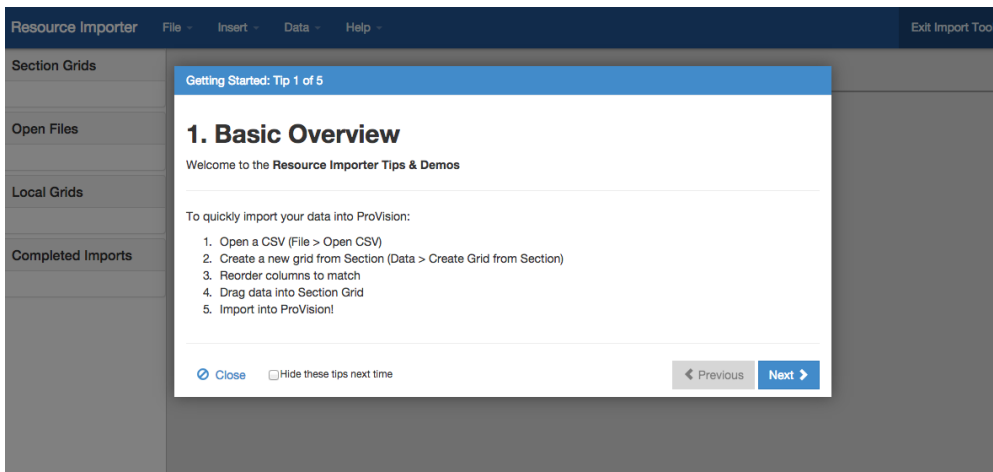 Resource Importer File Insert Data Help Exit Import Too
Section Grids
Open Files
Local Grids
Completed Imports
Getting Started: Tip 1 of 5
1. Basic Overview
Welcome to the Resource Importer Tips & Demos
To quickly import your data into ProVision:
1. Open a CSV (File > Open CSV)
2. Create a new grid from Section (Data > Create Grid from Section)
3. Reorder columns to match
4. Drag data into Section Grid
5. Import into ProVision!
Close Hide these tips next time Previous Next